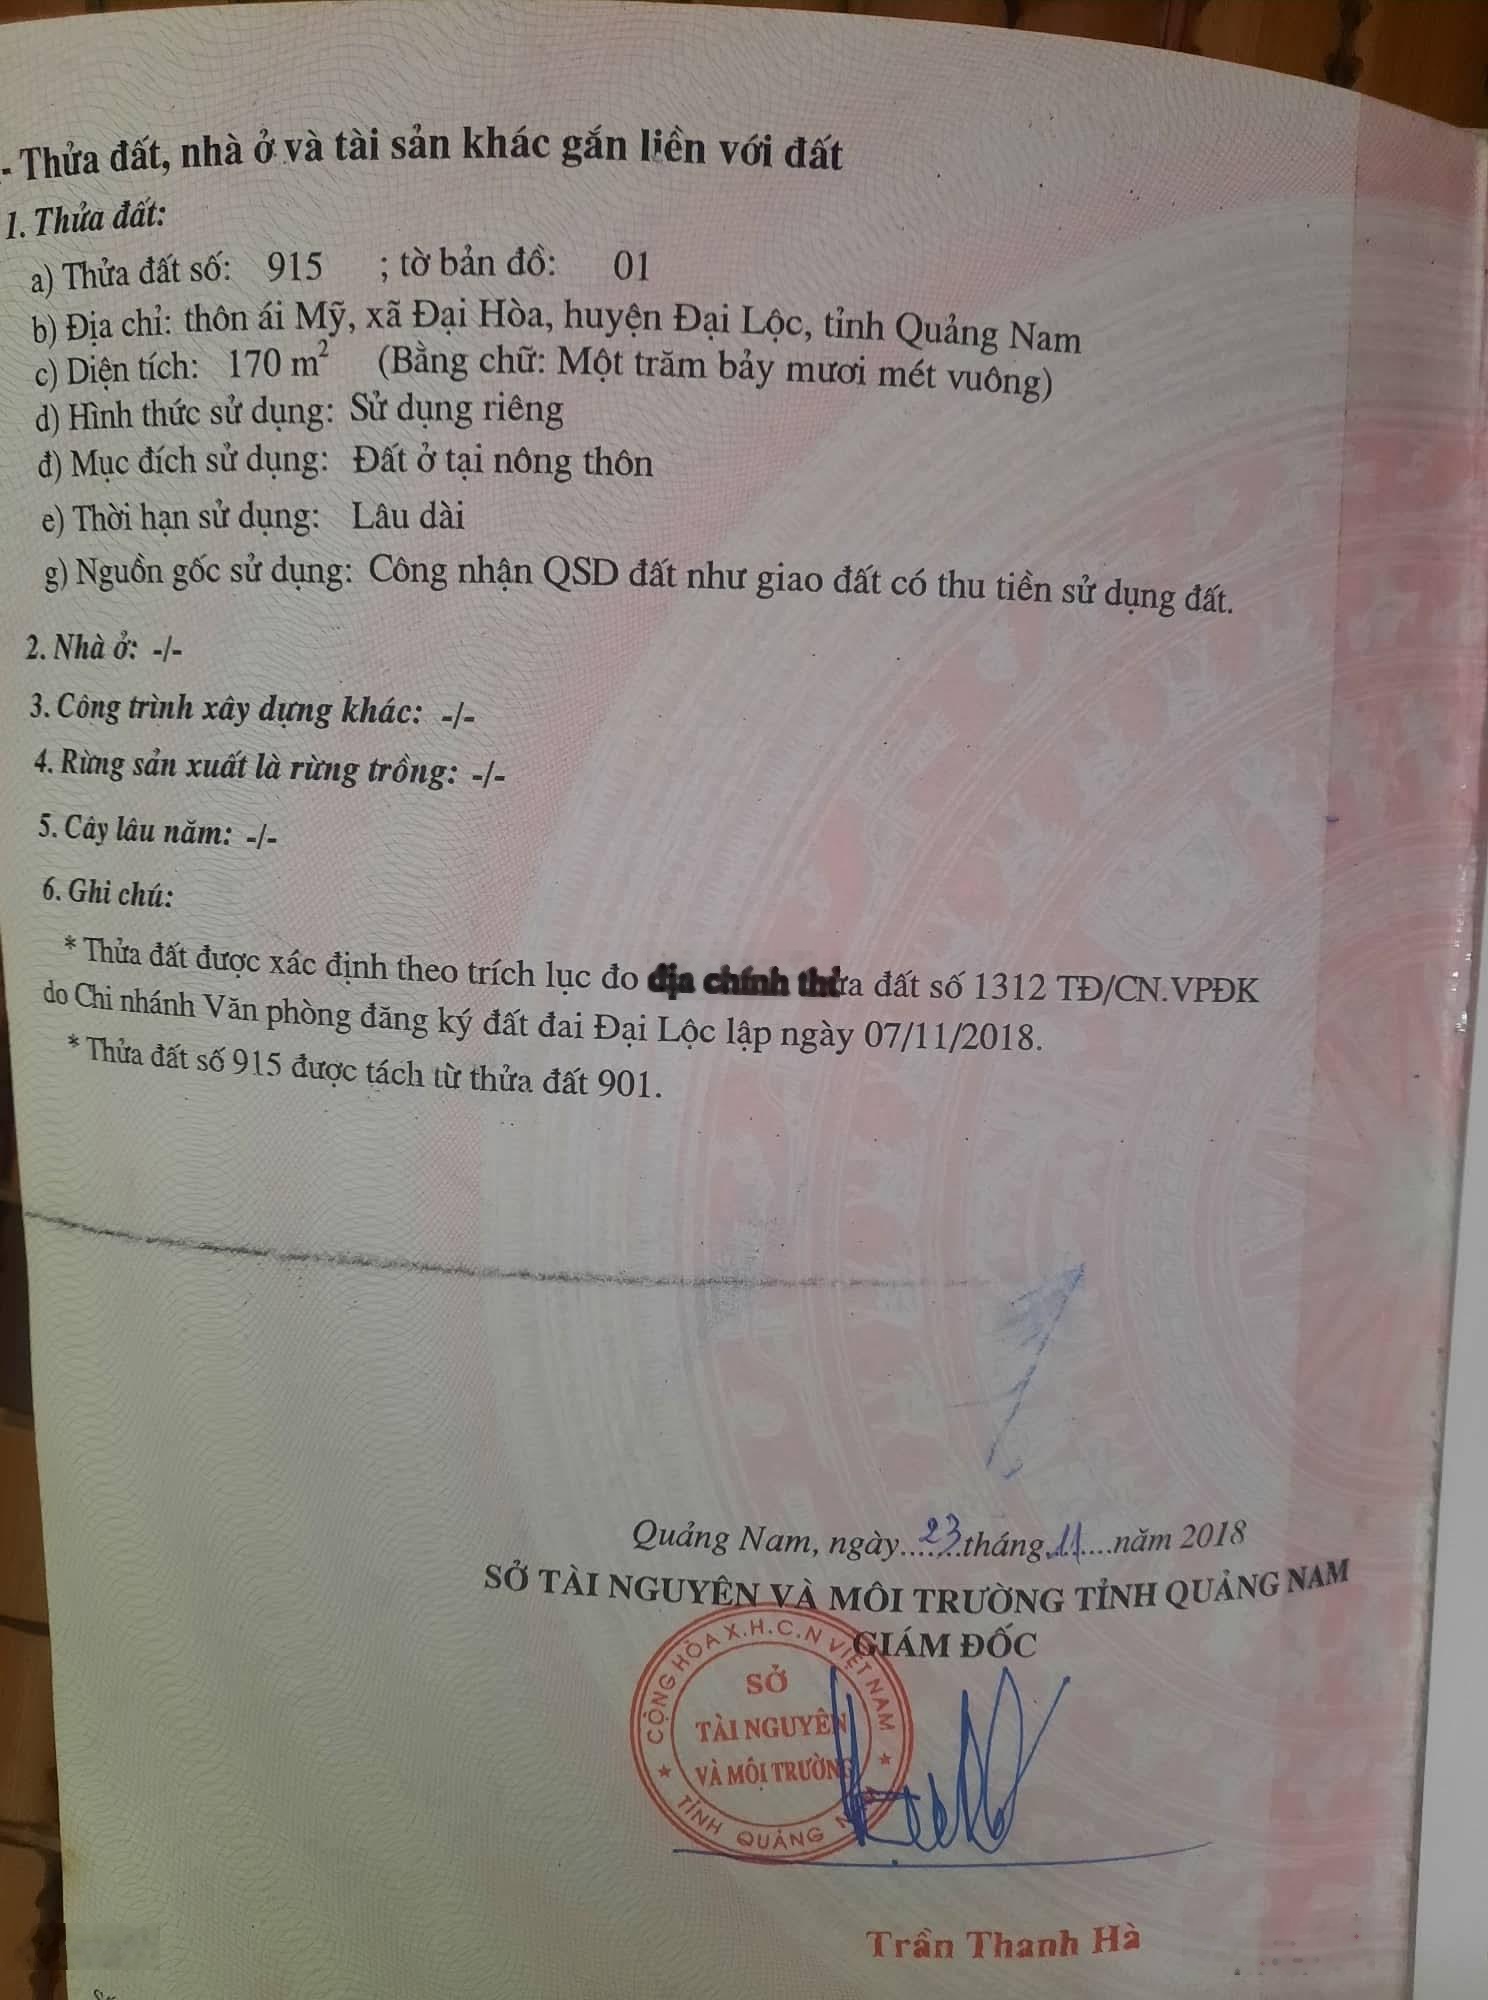 - Thửa đất, nhà ở và tài sản khác gắn liền với đất
1. Thửa đất:
a) Thửa đất số: 915 ; tờ bản đồ: 01
b) Địa chỉ: thôn ái Mỹ, xã Đại Hòa, huyện Đại Lộc, tỉnh Quảng Nam
c) Diện tích: 170 m² (Bằng chữ: Một trăm bảy mươi mét vuông)
d) Hình thức sử dụng: Sử dụng riêng
đ) Mục đích sử dụng: Đất ở tại nông thôn
e) Thời hạn sử dụng: Lâu dài
g) Nguồn gốc sử dụng: Công nhận QSD đất như giao đất có thu tiền sử dụng đất.
2. Nhà ở: -/-
3. Công trình xây dựng khác: -/-
4. Rừng sản xuất là rừng trồng: -/-
5. Cây lâu năm: -/-
6. Ghi chú:
* Thửa đất được xác định theo trích lục đo địa chính thửa đất số 1312 TĐ/CN.VPĐK
do Chi nhánh Văn phòng đăng ký đất đai Đại Lộc lập ngày 07/11/2018.
* Thửa đất số 915 được tách từ thửa đất 901.
Quảng Nam, ngày...23...tháng...11...năm 2018
SỞ TÀI NGUYÊN VÀ MÔI TRƯỜNG TỈNH QUẢNG NAM
GIÁM ĐỐC
CỘNG HÒA X.H.C.N VIỆT NAM
SỞ
TÀI NGUYÊN
VÀ MÔI TRƯỜNG
TỈNH QUẢNG NAM
Trần Thanh Hà